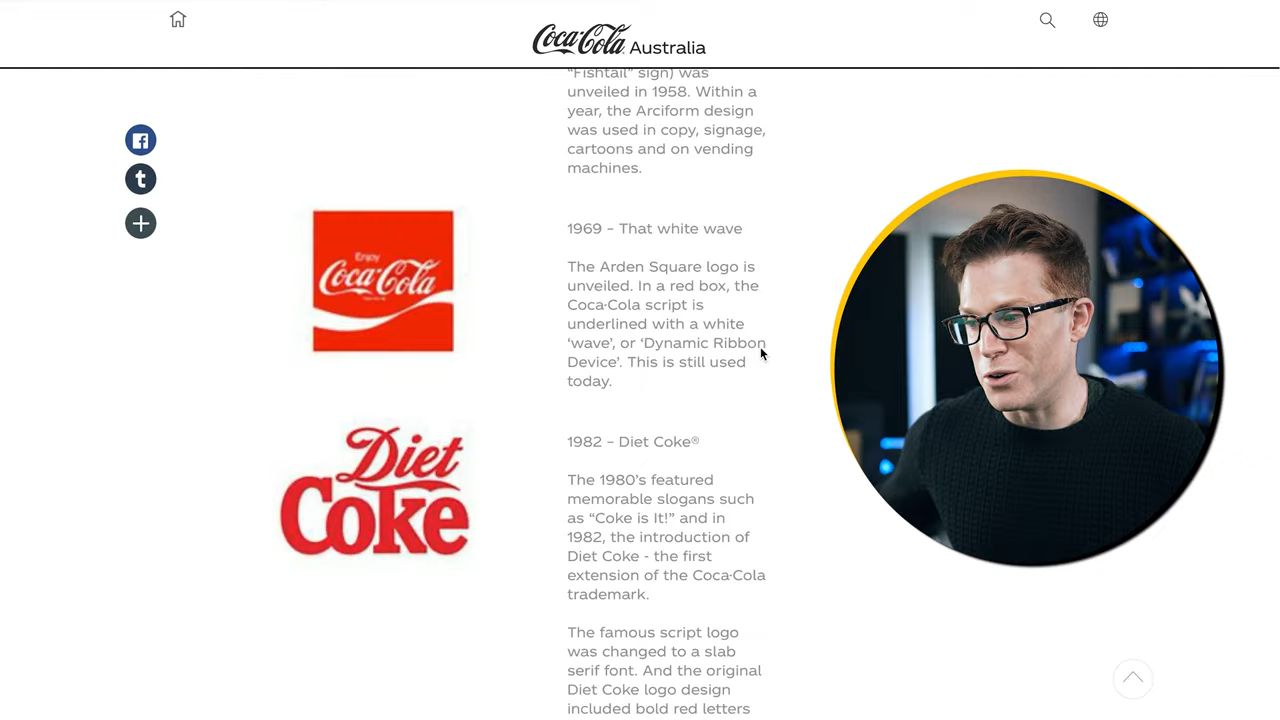 Coca-Cola Australia
“Fishtail” sign) was
unveiled in 1958. Within a
year, the Arciform design
was used in copy, signage,
cartoons and on vending
machines.
Enjoy
Coca-Cola
1969 – That white wave
The Arden Square logo is
unveiled. In a red box, the
Coca‑Cola script is
underlined with a white
‘wave’, or ‘Dynamic Ribbon
Device’. This is still used
today.
Diet
Coke
1982 – Diet Coke®
The 1980’s featured
memorable slogans such
as “Coke is It!” and in
1982, the introduction of
Diet Coke - the first
extension of the Coca‑Cola
trademark.
The famous script logo
was changed to a slab
serif font. And the original
Diet Coke logo design
included bold red letters